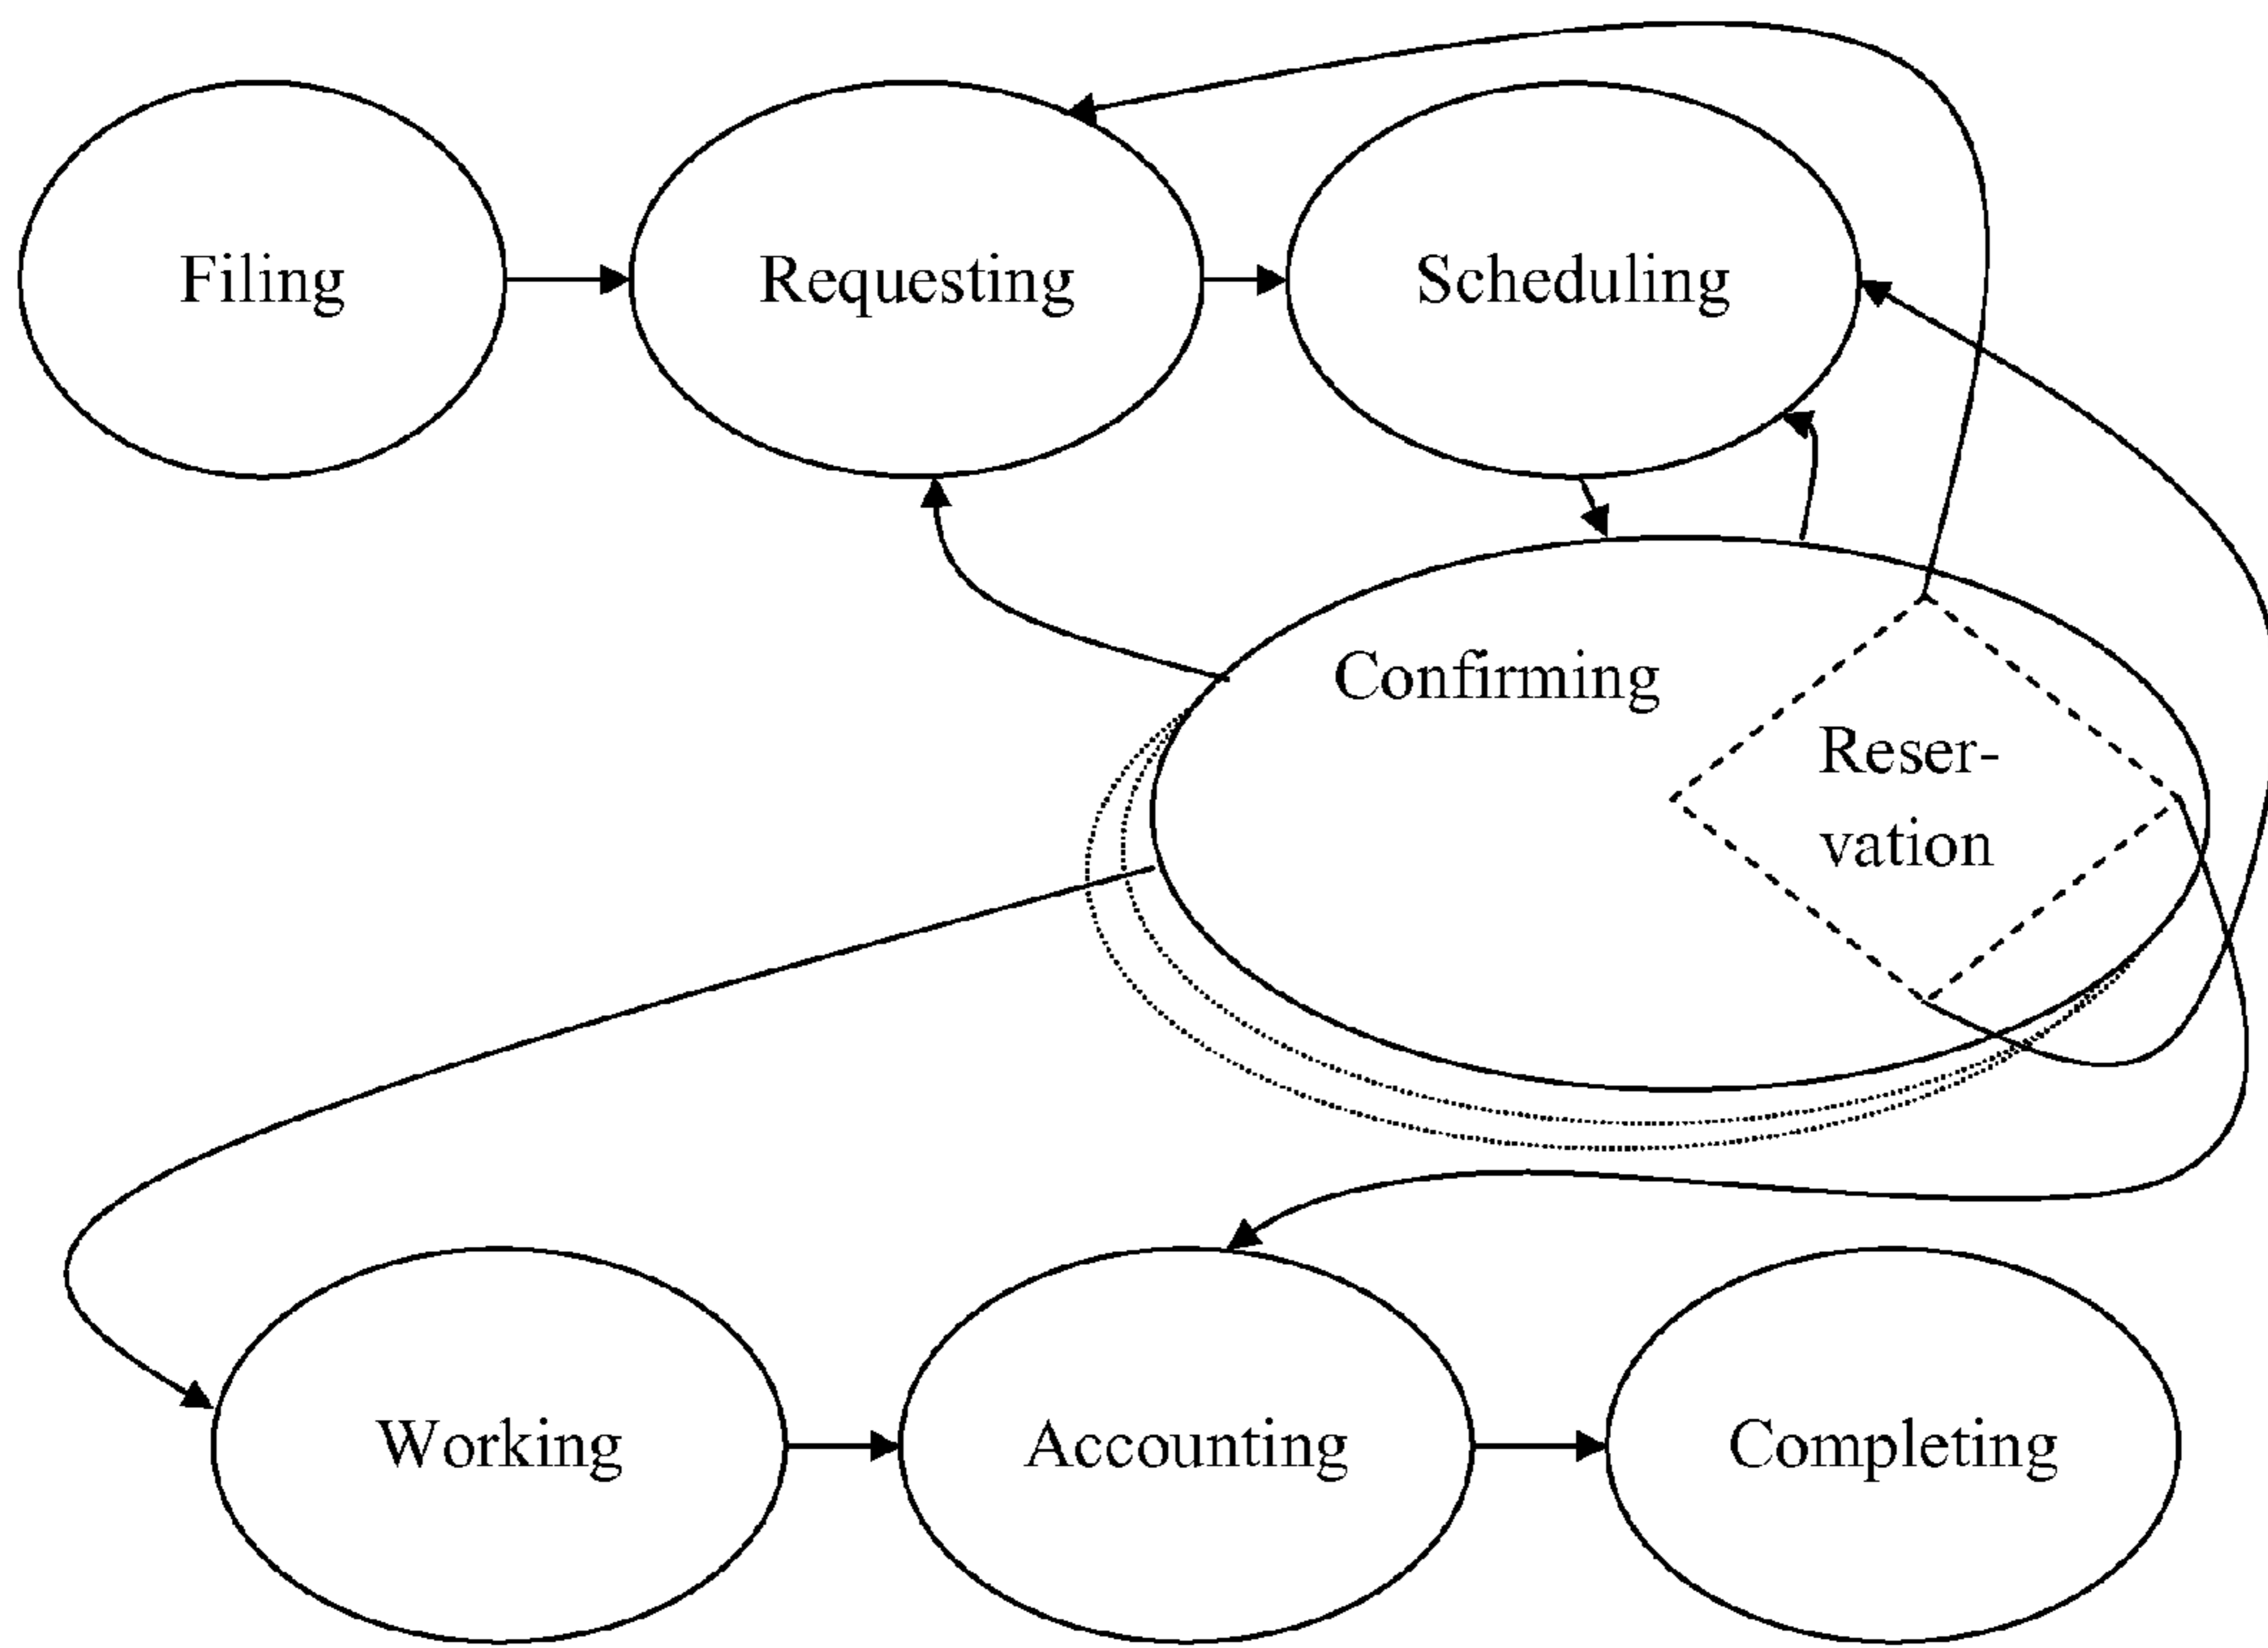 Filing
Requesting
Scheduling
Confirming
Reser-
vation
Working
Accounting
Completing